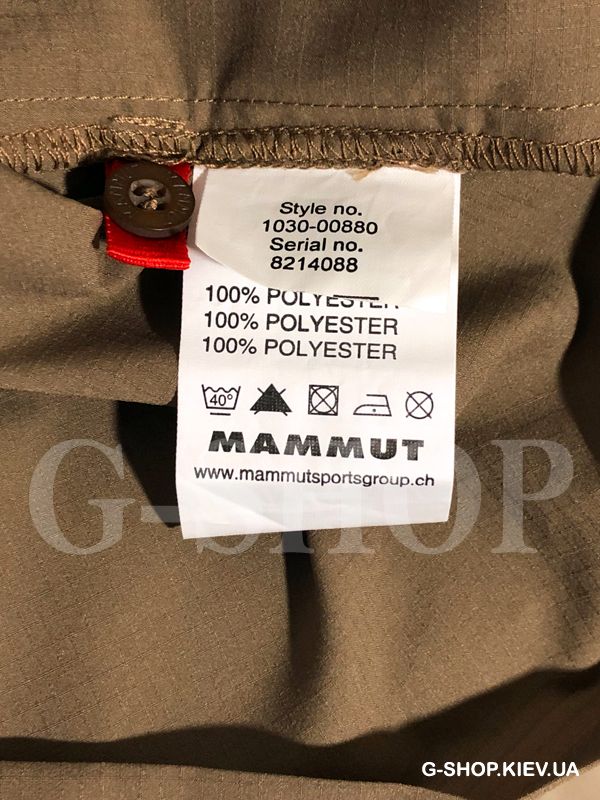 Style no.
1030-00880
Serial no.
8214088
100% POLYESTER
100% POLYESTER
100% POLYESTER
40°
MAMMUT
www.mammutsportsgroup.ch
G-SHOP
G-SHOP.KIEV.UA